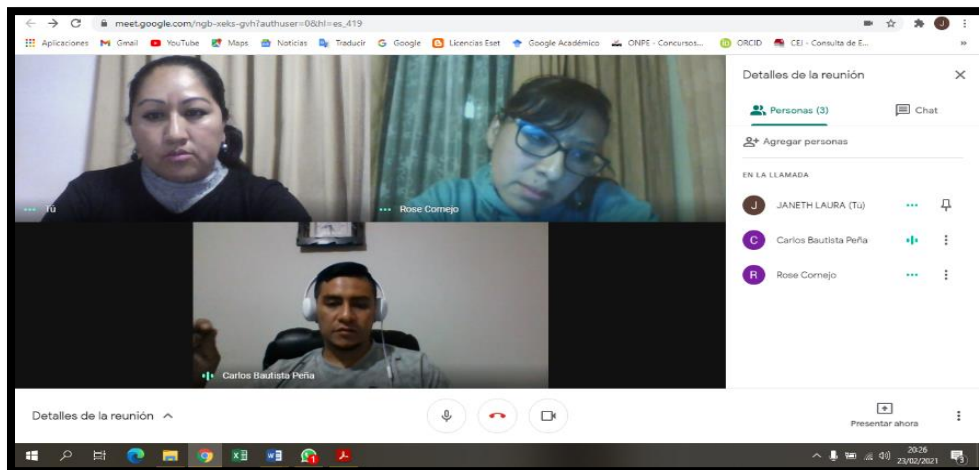 meet.google.com/ngb-xeks-gvh?authuser=0&hl=es_419
Aplicaciones Gmail YouTube Maps Noticias Traducir Google Licencias Eset Google Académico ONPE - Concursos... ORCID CEJ - Consulta de E...
Detalles de la reunión
Personas (3) Chat
Agregar personas
EN LA LLAMADA
J JANETH LAURA (Tú)
C Carlos Bautista Peña
R Rose Cornejo
Tú
Rose Cornejo
Carlos Bautista Peña
Detalles de la reunión
Presentar ahora
20:26
23/02/2021